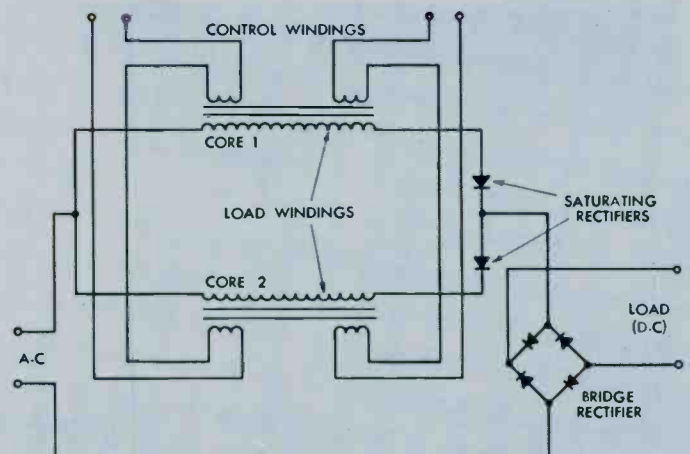 CONTROL WINDINGS
CORE 1
LOAD WINDINGS
SATURATING
RECTIFIERS
CORE 2
A-C
LOAD
(D.C)
BRIDGE
RECTIFIER